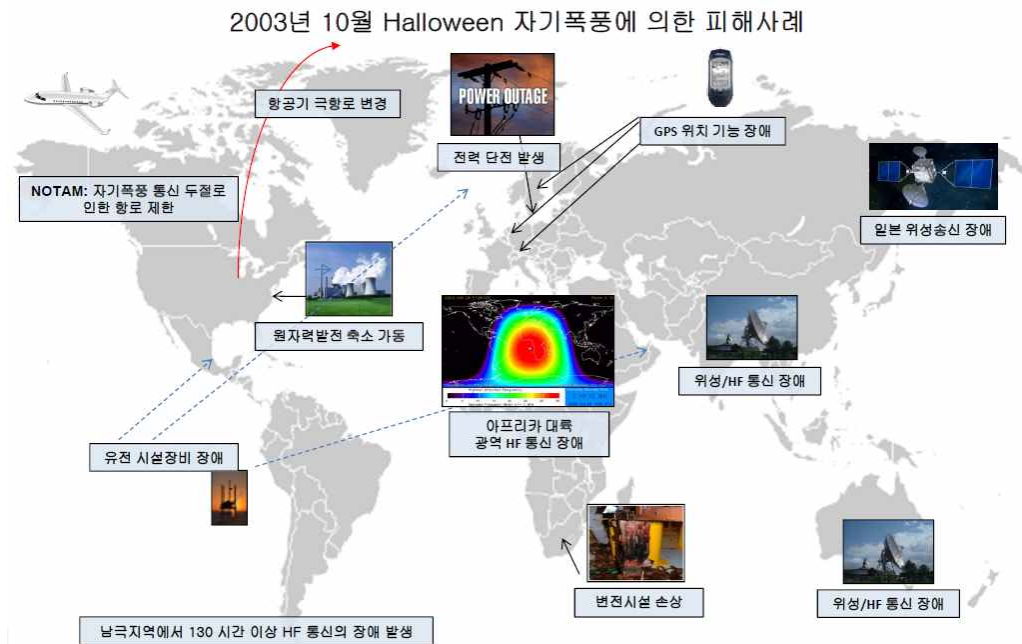 2003년 10월 Halloween 자기폭풍에 의한 피해사례
항공기 극항로 변경
POWER OUTAGE
전력 단전 발생
GPS 위치 기능 장애
NOTAM: 자기폭풍 통신 두절로
인한 항로 제한
일본 위성송신 장애
원자력발전 축소 가동
위성/HF 통신 장애
아프리카 대륙
광역 HF 통신 장애
유전 시설장비 장애
변전시설 손상
위성/HF 통신 장애
남극지역에서 130 시간 이상 HF 통신의 장애 발생